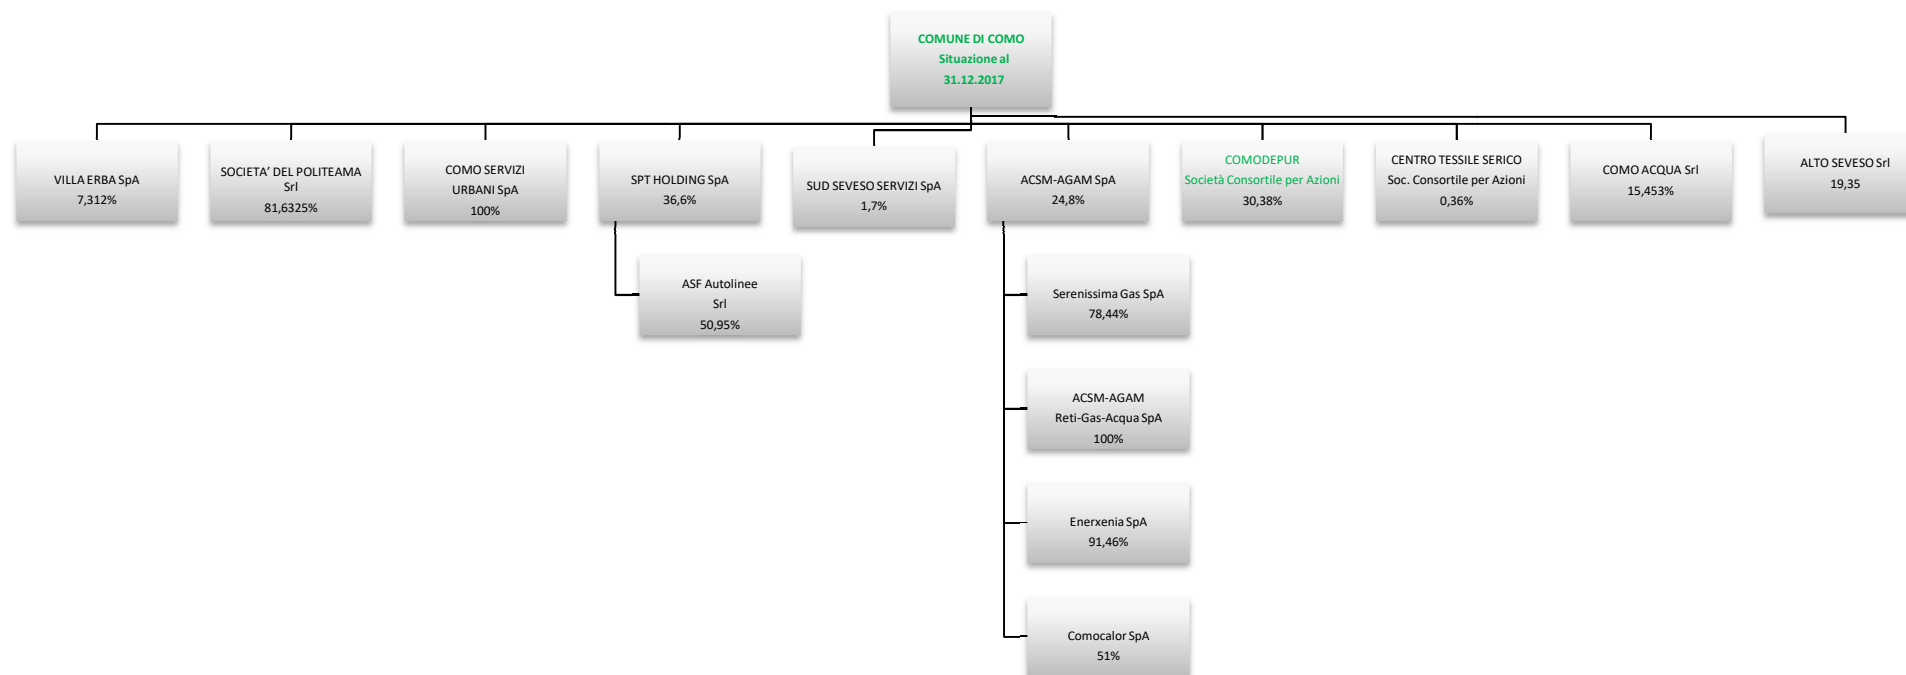 COMUNE DI COMO
Situazione al
31.12.2017
VILLA ERBA SpA
7,312%
SOCIETA’ DEL POLITEAMA
Srl
81,6325%
COMO SERVIZI
URBANI SpA
100%
SPT HOLDING SpA
36,6%
SUD SEVESO SERVIZI SpA
1,7%
ACSM-AGAM SpA
24,8%
COMODEPUR
Società Consortile per Azioni
30,38%
CENTRO TESSILE SERICO
Soc. Consortile per Azioni
0,36%
COMO ACQUA Srl
15,453%
ALTO SEVESO Srl
19,35
ASF Autolinee
Srl
50,95%
Serenissima Gas SpA
78,44%
ACSM-AGAM
Reti-Gas-Acqua SpA
100%
Enerxenia SpA
91,46%
Comocalor SpA
51%